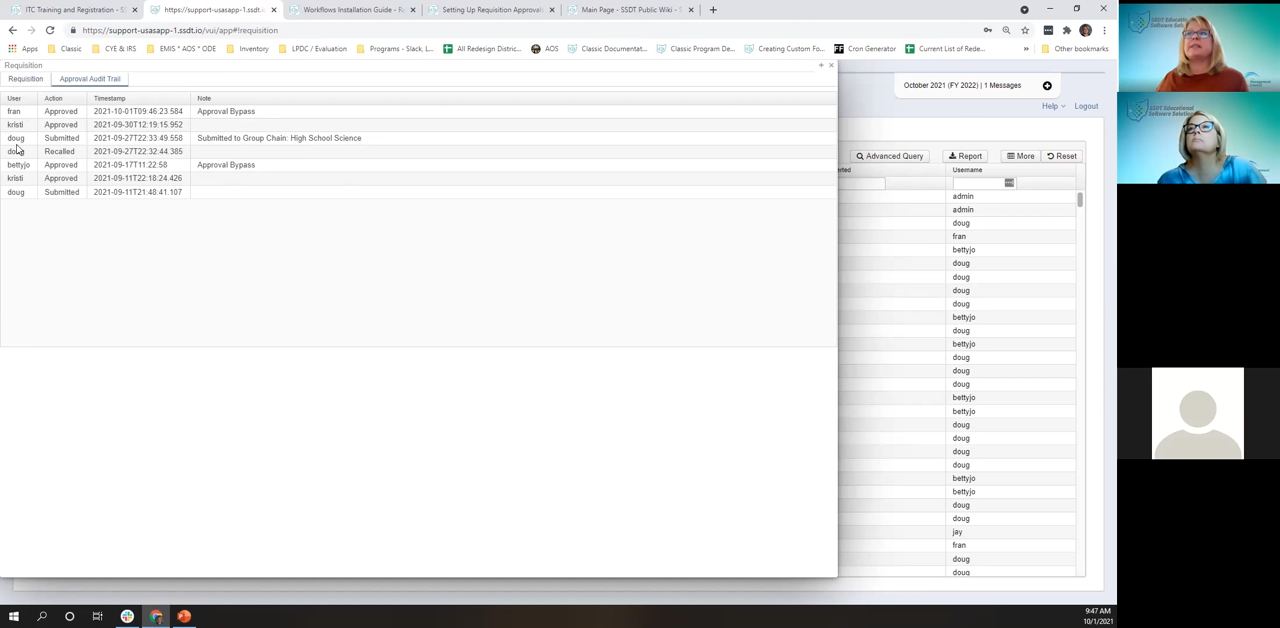 ITC Training and Registration - S
https://support-usasapp-1.ssdt.io
Workflows Installation Guide - R
Setting Up Requisition Approval
Main Page - SSDT Public Wiki - S
https://support-usasapp-1.ssdt.io/vui/app#!requisition
Apps
Classic
CYE & IRS
EMIS * AOS * ODE
Inventory
LPDC / Evaluation
Programs - Slack, L...
All Redesign Distric...
AOS
Classic Documentat...
Classic Program De...
Creating Custom Fo...
Cron Generator
Current List of Rede...
»
Other bookmarks
Requisition
Requisition
Approval Audit Trail
User Action Timestamp Note
fran Approved 2021-10-01T09:46:23.584 Approval Bypass
kristi Approved 2021-09-30T12:19:15.952
doug Submitted 2021-09-27T22:33:49.558 Submitted to Group Chain: High School Science
doug Recalled 2021-09-27T22:32:44.385
bettyjo Approved 2021-09-17T11:22:58 Approval Bypass
kristi Approved 2021-09-11T22:18:24.426
doug Submitted 2021-09-11T21:48:41.107
October 2021 (FY 2022) | 1 Messages
Help
Logout
Advanced Query
Report
More
Reset
rted
Username
admin
admin
doug
fran
bettyjo
doug
doug
doug
doug
bettyjo
doug
bettyjo
doug
doug
doug
bettyjo
bettyjo
doug
doug
doug
doug
bettyjo
bettyjo
doug
doug
jay
fran
doug
doug
9:47 AM
10/1/2021